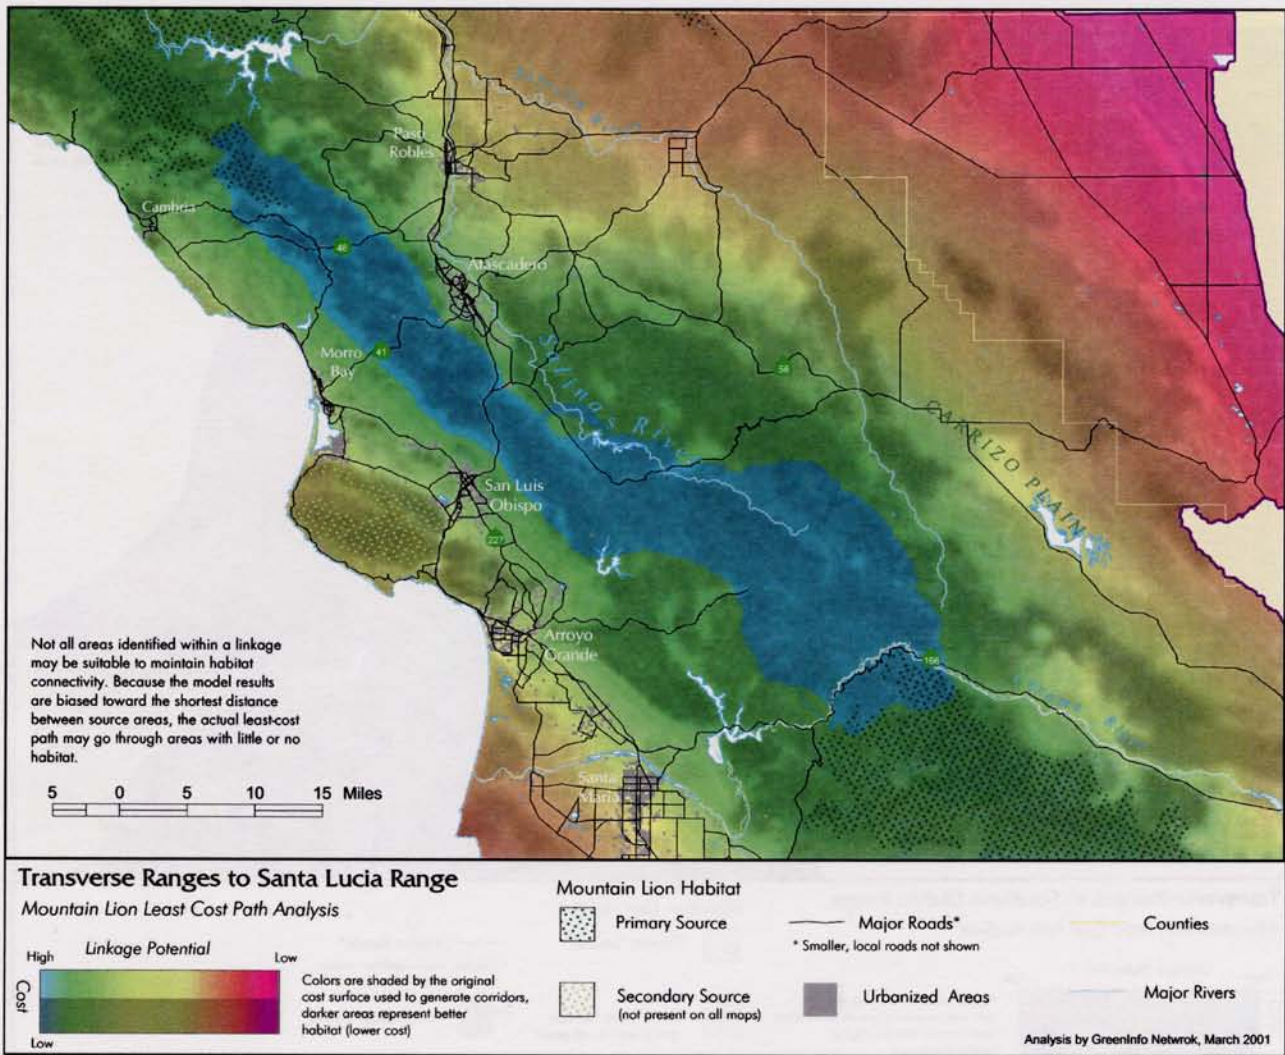 Salinas River
Paso
Robles
Cambria
46
Atascadero
Morro
Bay
41
Salinas River
58
CARRIZO PLAIN
San Luis
Obispo
227
Arroyo
Grande
166
Cuyama River
Santa
Maria
Not all areas identified within a linkage
may be suitable to maintain habitat
connectivity. Because the model results
are biased toward the shortest distance
between source areas, the actual least-cost
path may go through areas with little or no
habitat.
5 0 5 10 15 Miles
Transverse Ranges to Santa Lucia Range
Mountain Lion Least Cost Path Analysis
Linkage Potential
High Low
Cost
Low
Colors are shaded by the original
cost surface used to generate corridors,
darker areas represent better
habitat (lower cost)
Mountain Lion Habitat
Primary Source
Secondary Source
(not present on all maps)
Major Roads*
* Smaller, local roads not shown
Urbanized Areas
Counties
Major Rivers
Analysis by GreenInfo Netwrok, March 2001